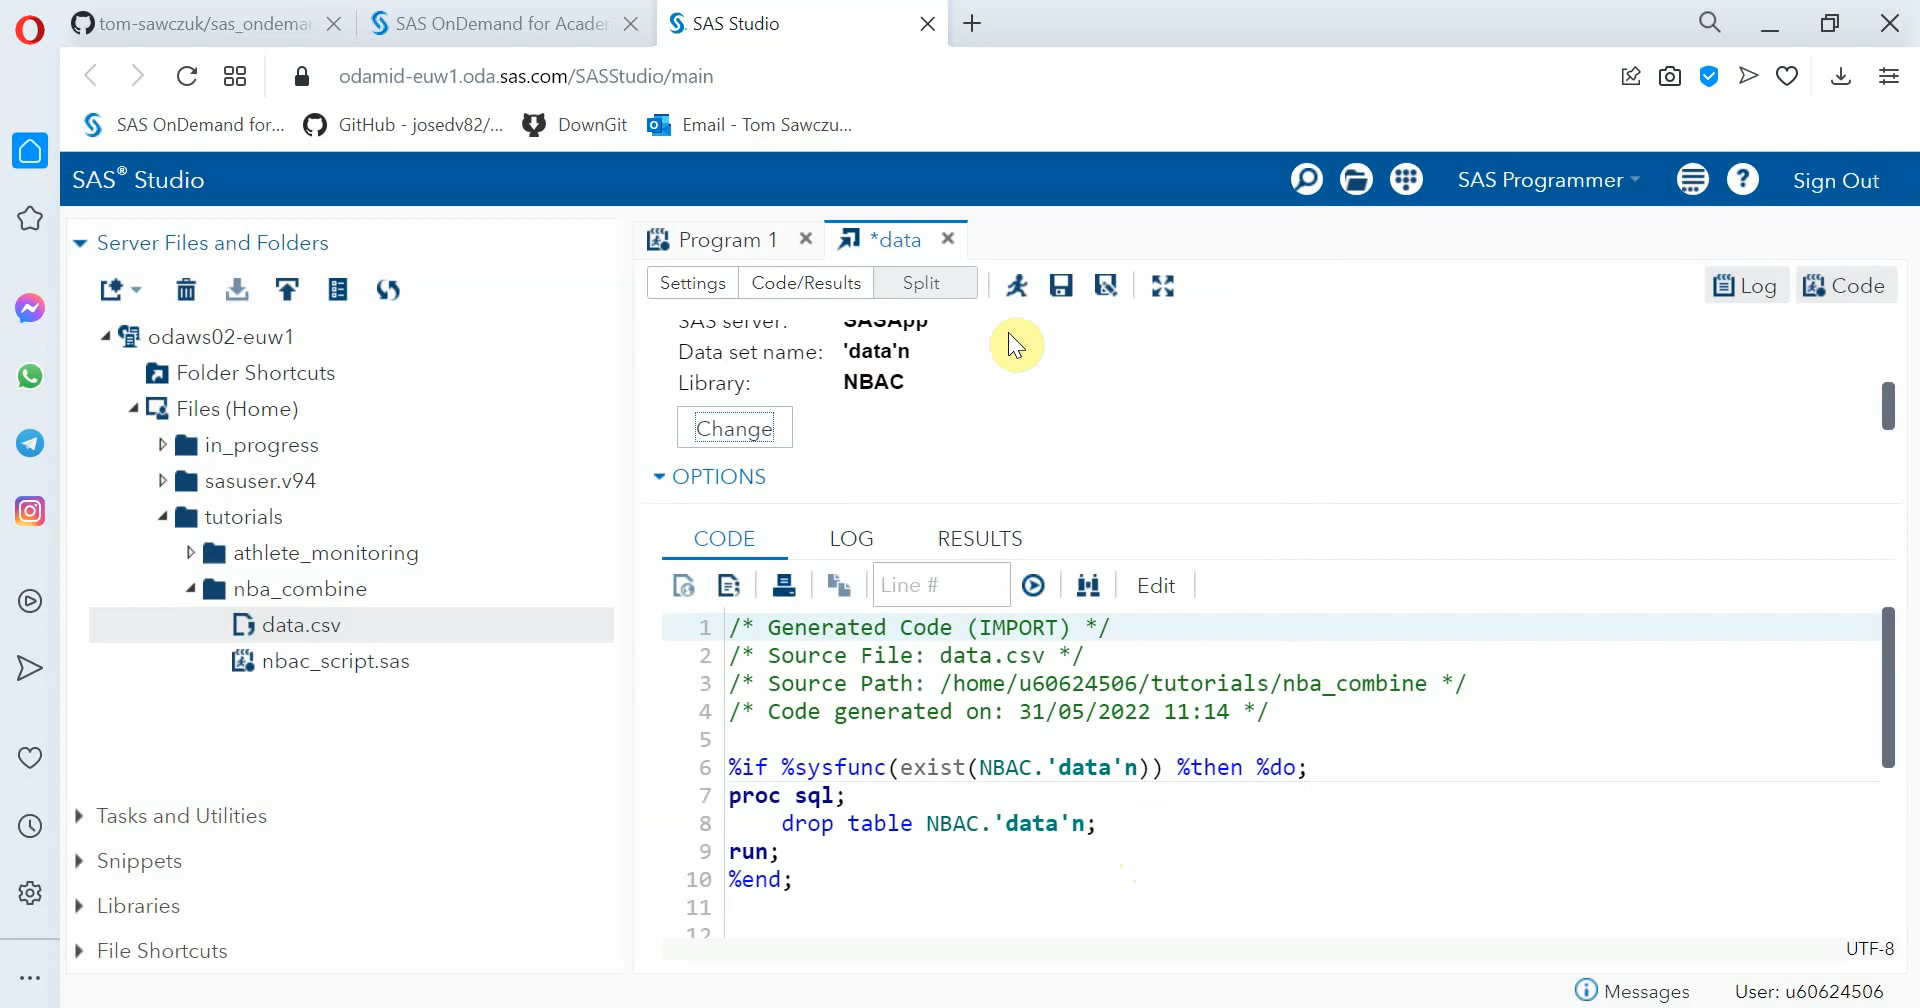 tom-sawczuk/sas_ondema
SAS OnDemand for Acade
SAS Studio
odamid-euw1.oda.sas.com/SASStudio/main
SAS OnDemand for...
GitHub - josedv82/...
DownGit
Email - Tom Sawczu...
SAS® Studio
SAS Programmer
Sign Out
Server Files and Folders
odaws02-euw1
Folder Shortcuts
Files (Home)
in_progress
sasuser.v94
tutorials
athlete_monitoring
nba_combine
data.csv
nbac_script.sas
Tasks and Utilities
Snippets
Libraries
File Shortcuts
Program 1
*data
Settings
Code/Results
Split
Log
Code
SAS server: SASApp
Data set name: 'data'n
Library: NBAC
Change
OPTIONS
CODE
LOG
RESULTS
Line #
Edit
1 /* Generated Code (IMPORT) */
2 /* Source File: data.csv */
3 /* Source Path: /home/u60624506/tutorials/nba_combine */
4 /* Code generated on: 31/05/2022 11:14 */
5
6 %if %sysfunc(exist(NBAC.'data'n)) %then %do;
7 proc sql;
8 drop table NBAC.'data'n;
9 run;
10 %end;
11
12
UTF-8
Messages
User: u60624506